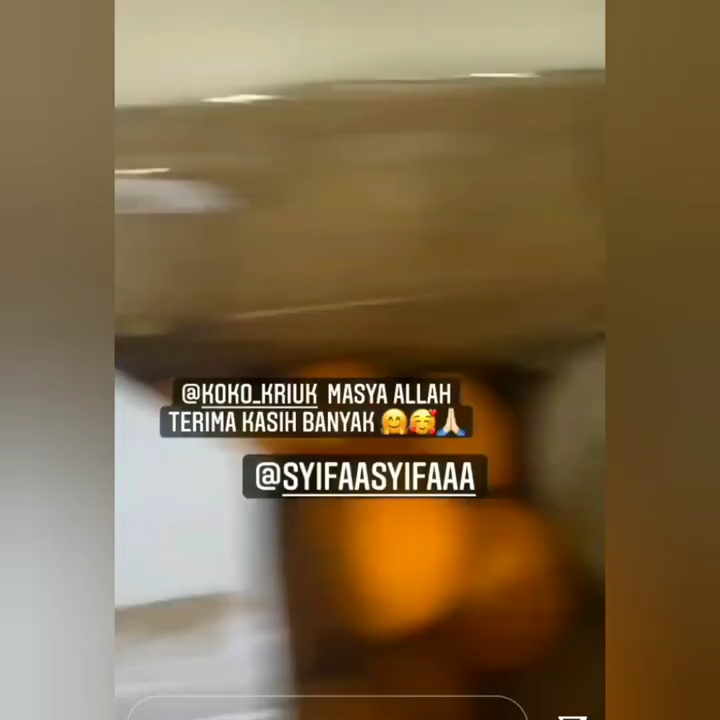 @KOKO_KRIUK MASYA ALLAH
TERIMA KASIH BANYAK 🤗🥰🙏🏻
@SYIFAASYIFAAA